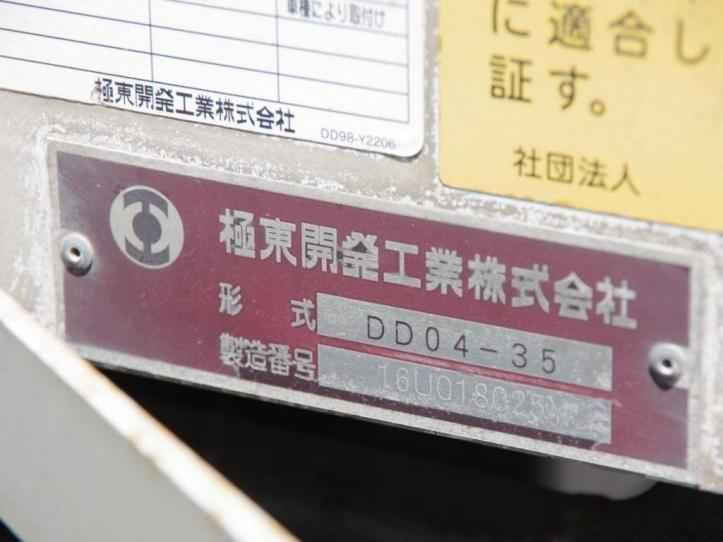 車種により取付け
極東開発工業株式会社
DD98-Y2206
に適合し
証す。
社団法人
極東開発工業株式会社
形 式 DD04-35
製造番号